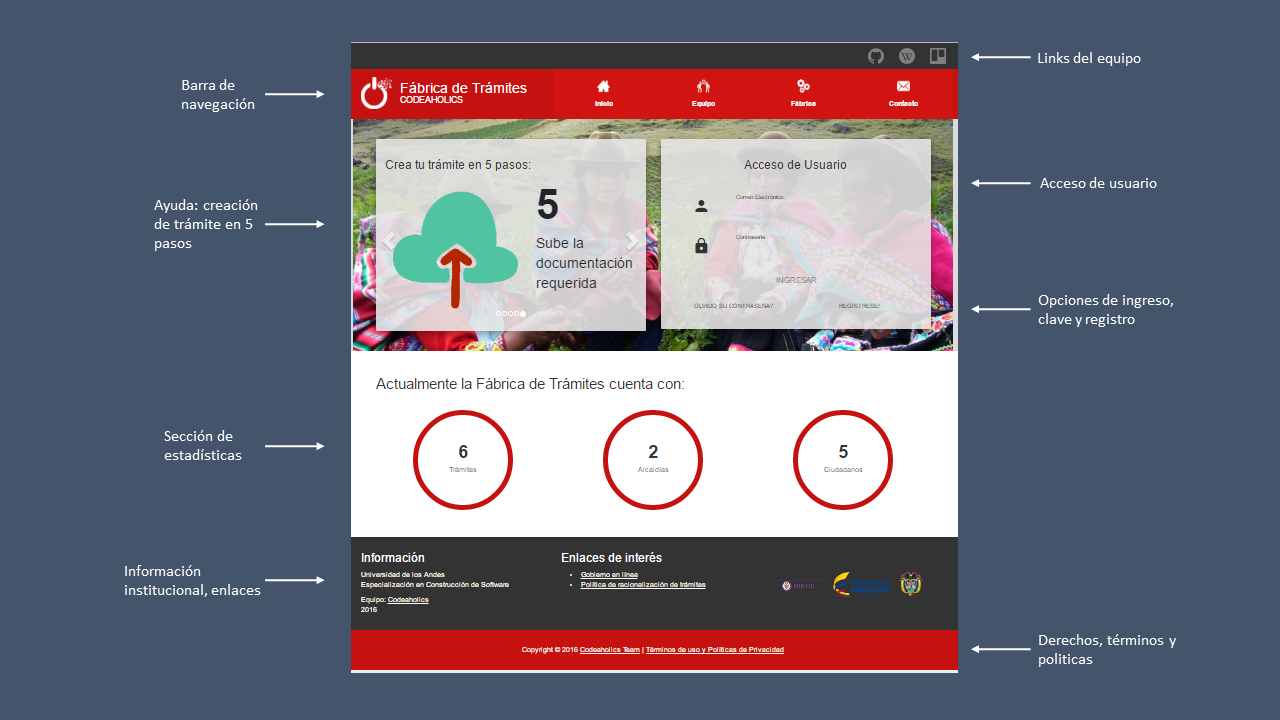 Links del equipo
Barra de
navegación
Fábrica de Trámites
CODEAHOLICS
Inicio
Equipo
Fábrica
Contacto
Ayuda: creación
de trámite en 5
pasos
Crea tu trámite en 5 pasos:
5
Sube la
documentación
requerida
Acceso de Usuario
Correo Electrónico
Contraseña
INGRESAR
OLVIDÓ SU CONTRASEÑA?
REGÍSTRESE!
Acceso de usuario
Opciones de ingreso,
clave y registro
Actualmente la Fábrica de Trámites cuenta con:
Sección de
estadísticas
6
Trámites
2
Alcaldías
5
Ciudadanos
Información
institucional, enlaces
Información
Universidad de los Andes
Especialización en Construcción de Software
Equipo: Codeaholics
2016
Enlaces de interés
Gobierno en línea
Política de racionalización de trámites
Copyright © 2016 Codeaholics Team | Términos de uso y Políticas de Privacidad
Derechos, términos y
politicas